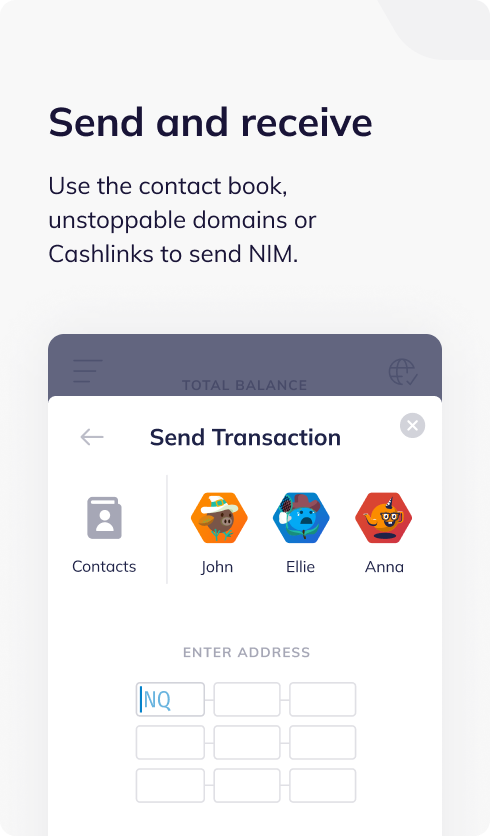 Send and receive
Use the contact book,
unstoppable domains or
Cashlinks to send NIM.
TOTAL BALANCE
Send Transaction
Contacts
John
Ellie
Anna
ENTER ADDRESS
NQ